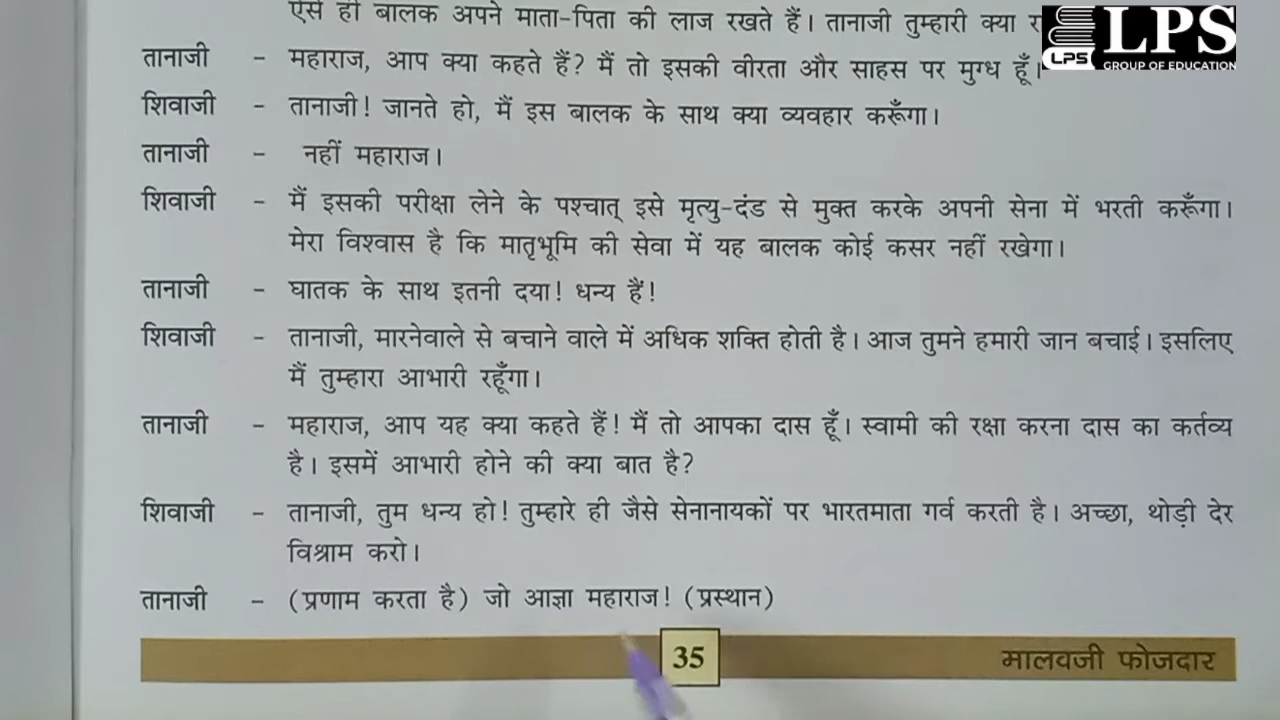 ऐसे ही बालक अपने माता-पिता की लाज रखते हैं। तानाजी तुम्हारी क्या
LPS
LPS
GROUP OF EDUCATION
तानाजी – महाराज, आप क्या कहते हैं? मैं तो इसकी वीरता और साहस पर मुग्ध हूँ।
शिवाजी – तानाजी! जानते हो, मैं इस बालक के साथ क्या व्यवहार करूँगा।
तानाजी – नहीं महाराज।
शिवाजी – मैं इसकी परीक्षा लेने के पश्चात् इसे मृत्यु-दंड से मुक्त करके अपनी सेना में भरती करूँगा।
मेरा विश्वास है कि मातृभूमि की सेवा में यह बालक कोई कसर नहीं रखेगा।
तानाजी – घातक के साथ इतनी दया! धन्य हैं!
शिवाजी – तानाजी, मारनेवाले से बचाने वाले में अधिक शक्ति होती है। आज तुमने हमारी जान बचाई। इसलिए
मैं तुम्हारा आभारी रहूँगा।
तानाजी – महाराज, आप यह क्या कहते हैं! मैं तो आपका दास हूँ। स्वामी की रक्षा करना दास का कर्तव्य
है। इसमें आभारी होने की क्या बात है?
शिवाजी – तानाजी, तुम धन्य हो! तुम्हारे ही जैसे सेनानायकों पर भारतमाता गर्व करती है। अच्छा, थोड़ी देर
विश्राम करो।
तानाजी – (प्रणाम करता है) जो आज्ञा महाराज! (प्रस्थान)
35
मालवजी फोजदार